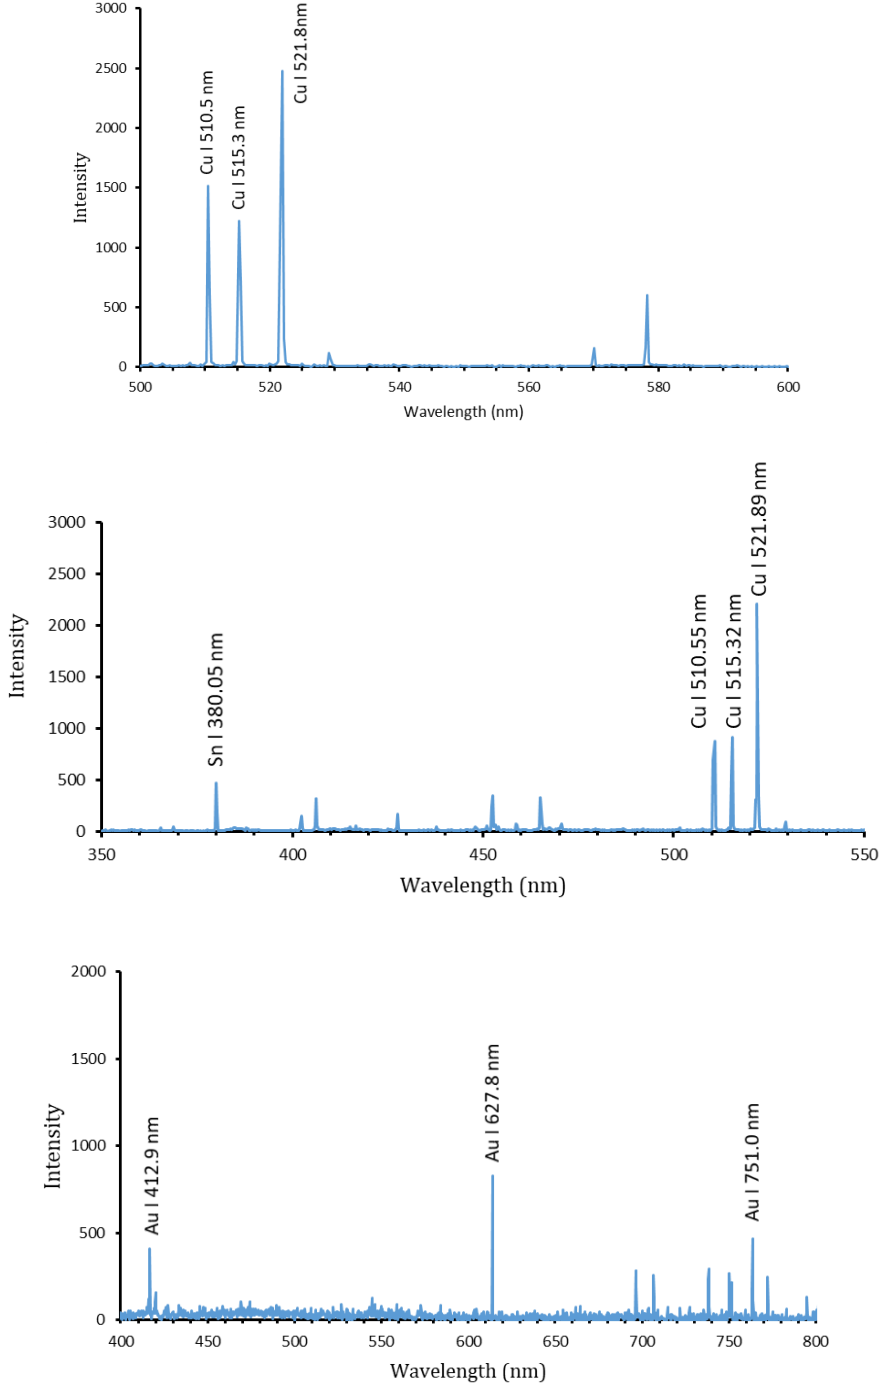 3000
2500
2000
1500
1000
500
0
Intensity
Cu I 510.5 nm
Cu I 515.3 nm
Cu I 521.8nm
500
520
540
560
580
600
Wavelength (nm)
3000
2500
2000
1500
1000
500
0
Intensity
Sn I 380.05 nm
Cu I 510.55 nm
Cu I 515.32 nm
Cu I 521.89 nm
350
400
450
500
550
Wavelength (nm)
2000
1500
1000
500
0
Intensity
Au I 412.9 nm
Au I 627.8 nm
Au I 751.0 nm
400
450
500
550
600
650
700
750
800
Wavelength (nm)